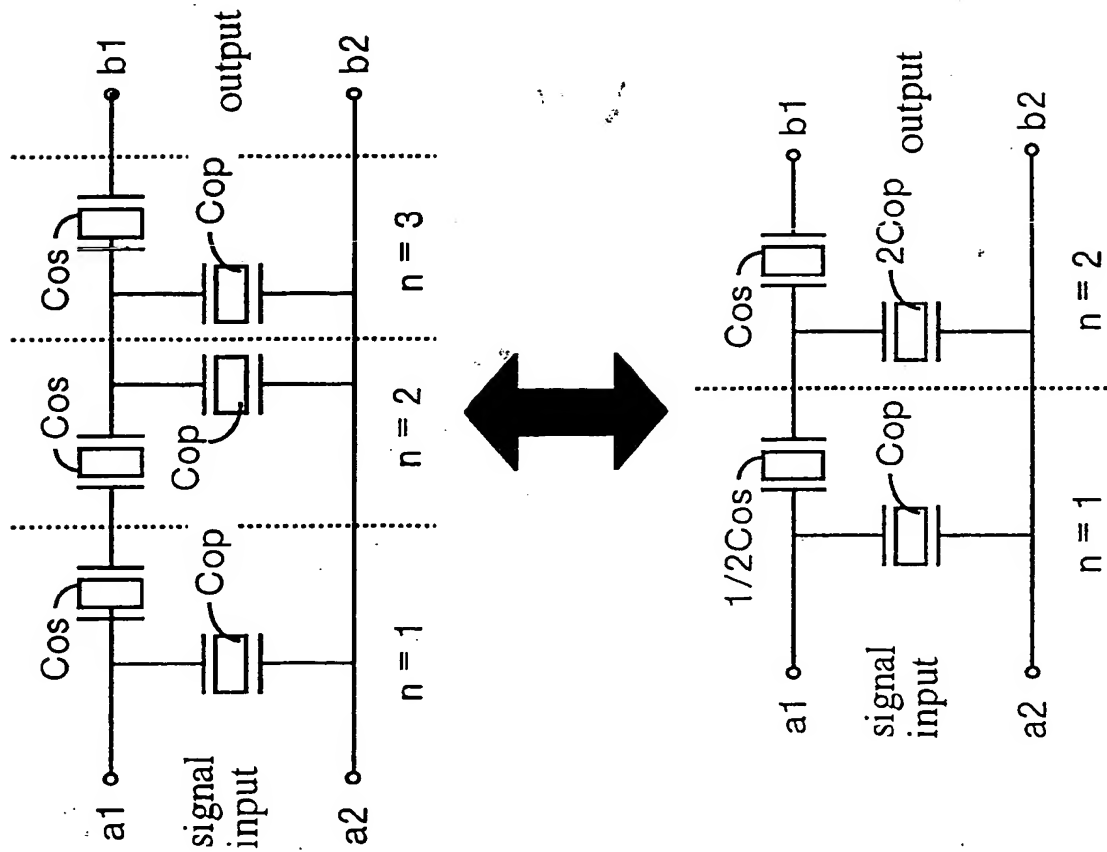 Cos
Cos
Cos
a1
b1
signal
input
Cop
Cop
Cop
output
a2
b2
n = 1
n = 2
n = 3
1/2Cos
Cos
a1
b1
signal
input
Cop
2Cop
output
a2
b2
n = 1
n = 2